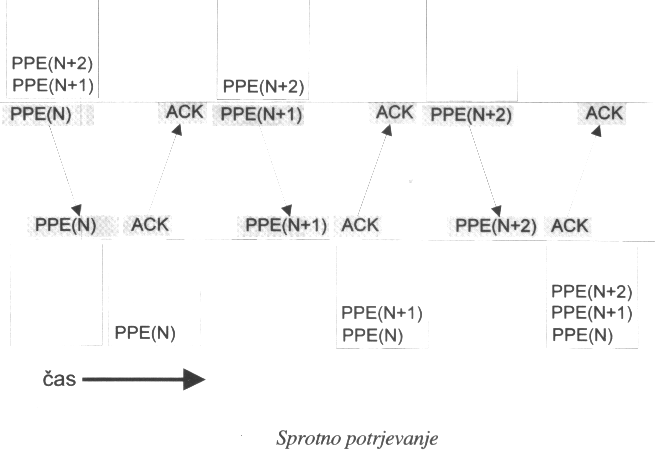 PPE(N+2)
PPE(N+1) PPE(N+2)
PPE(N) ACK PPE(N+1) ACK PPE(N+2) ACK
PPE(N) ACK PPE(N+1) ACK PPE(N+2) ACK
PPE(N+2)
PPE(N+1) PPE(N+1)
PPE(N) PPE(N) PPE(N)
čas
Sprotno potrjevanje